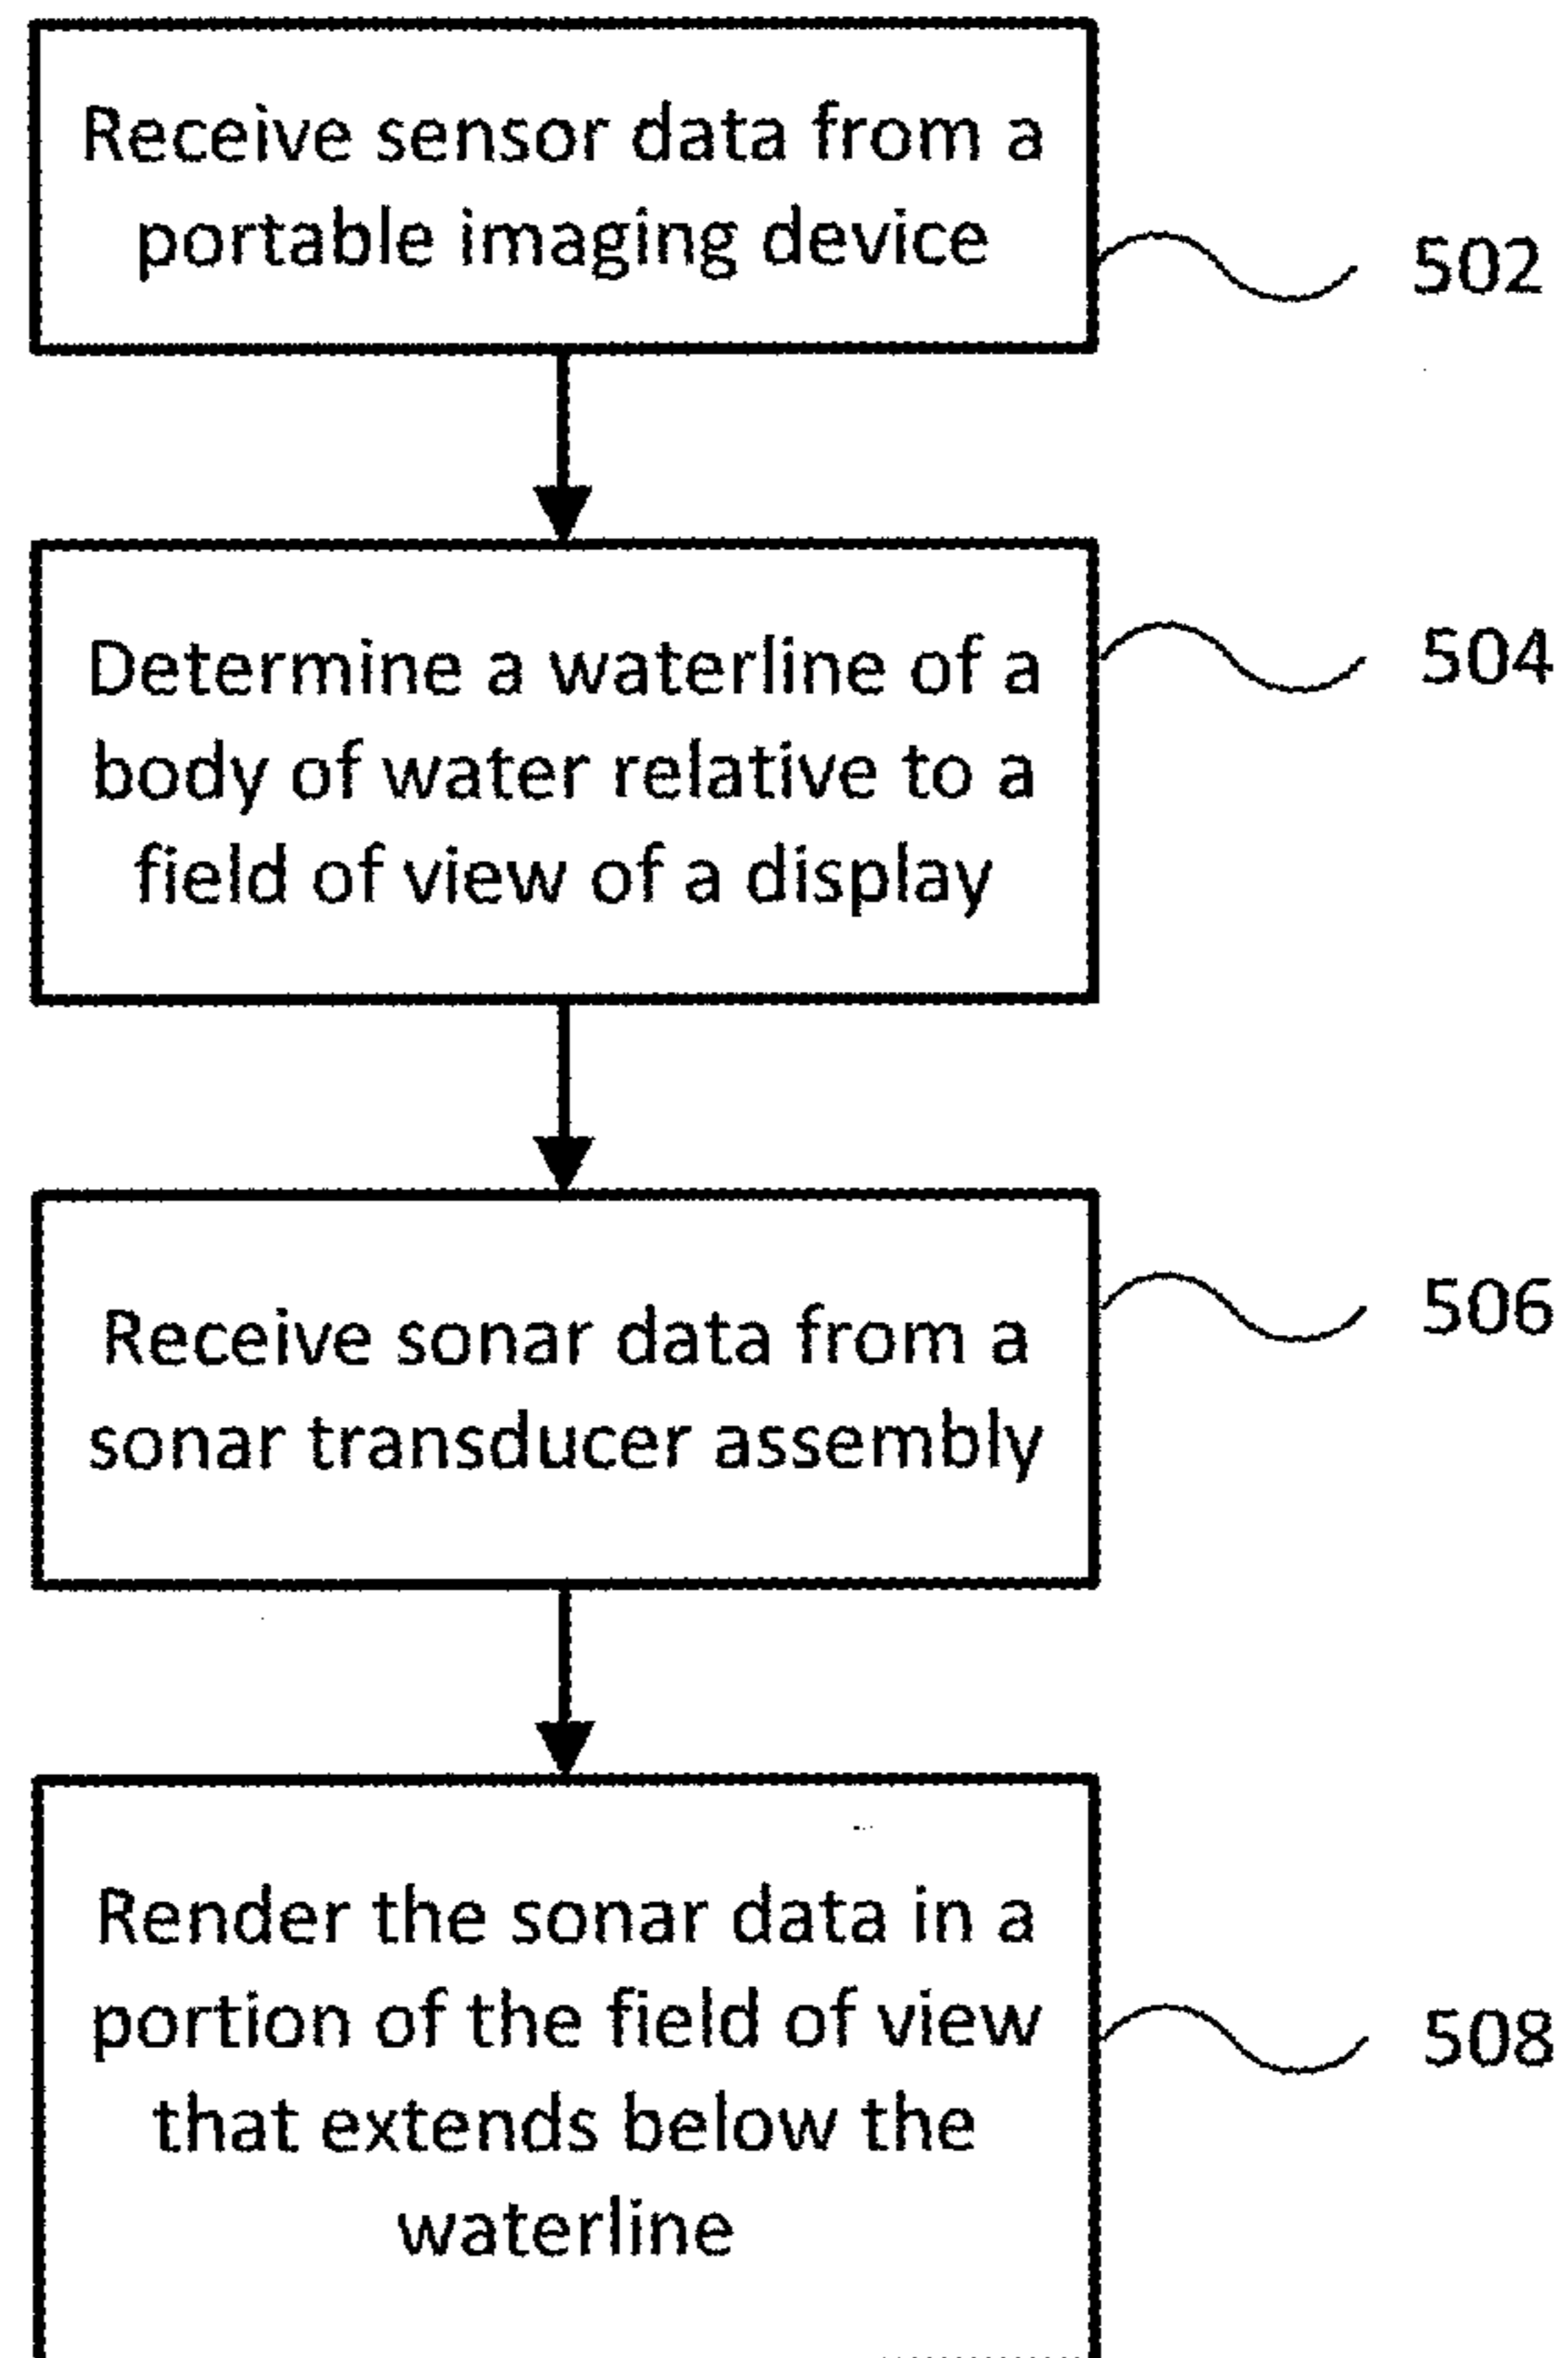 Receive sensor data from a
portable imaging device
502
Determine a waterline of a
body of water relative to a
field of view of a display
504
Receive sonar data from a
sonar transducer assembly
506
Render the sonar data in a
portion of the field of view
that extends below the
waterline
508